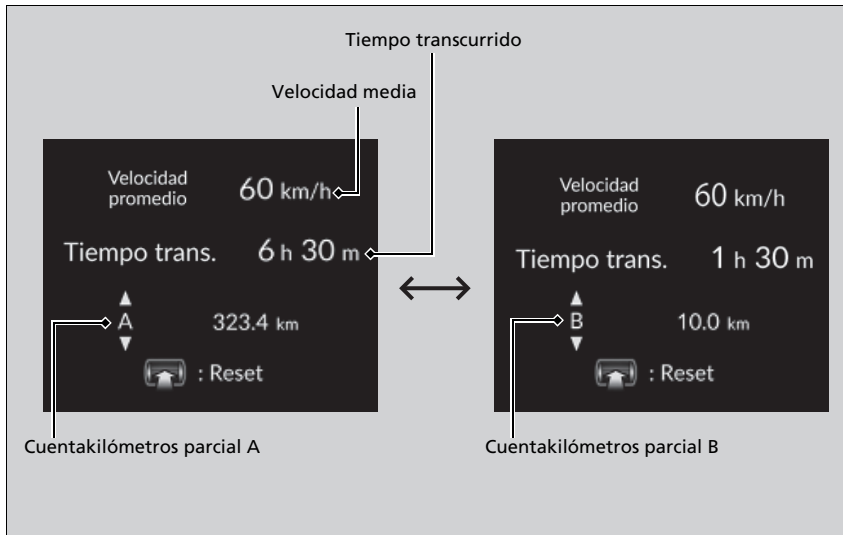 Tiempo transcurrido
Velocidad media
Velocidad
promedio
60 km/h
Tiempo trans. 6 h 30 m
A 323.4 km
: Reset
Cuentakilómetros parcial A
Velocidad
promedio
60 km/h
Tiempo trans. 1 h 30 m
B 10.0 km
: Reset
Cuentakilómetros parcial B